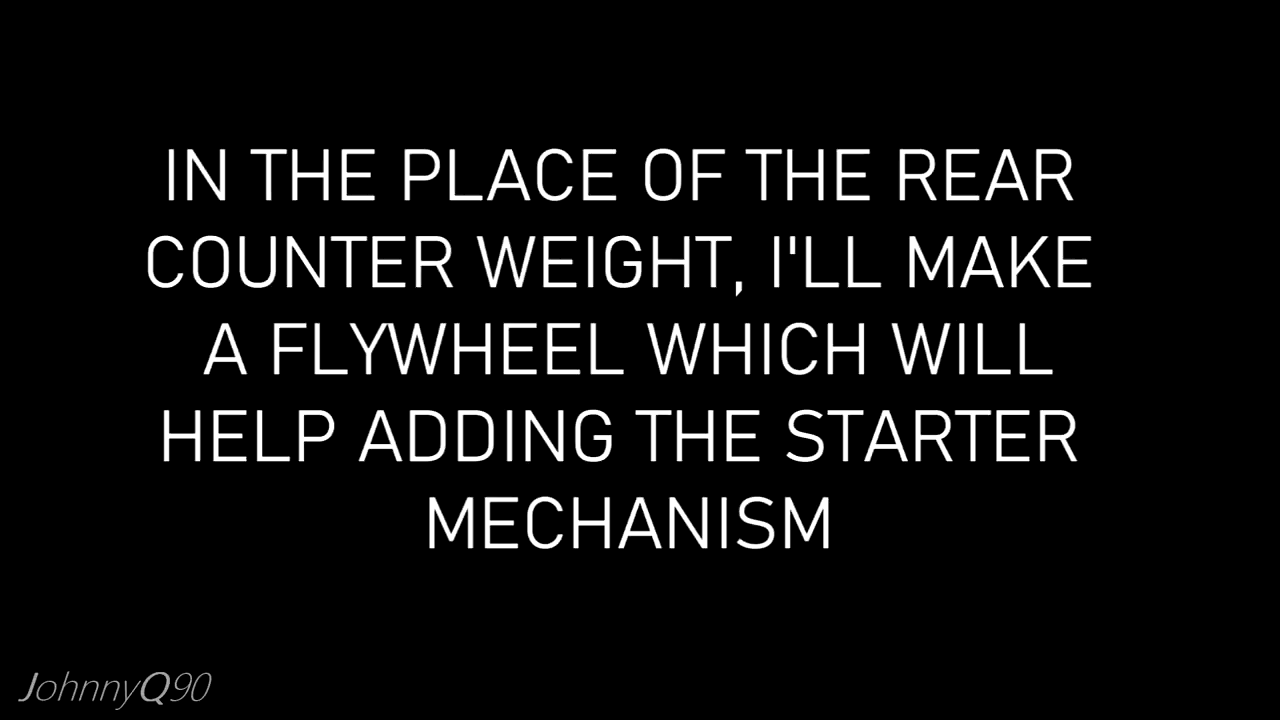 IN THE PLACE OF THE REAR
COUNTER WEIGHT, I'LL MAKE
A FLYWHEEL WHICH WILL
HELP ADDING THE STARTER
MECHANISM
JohnnyQ90